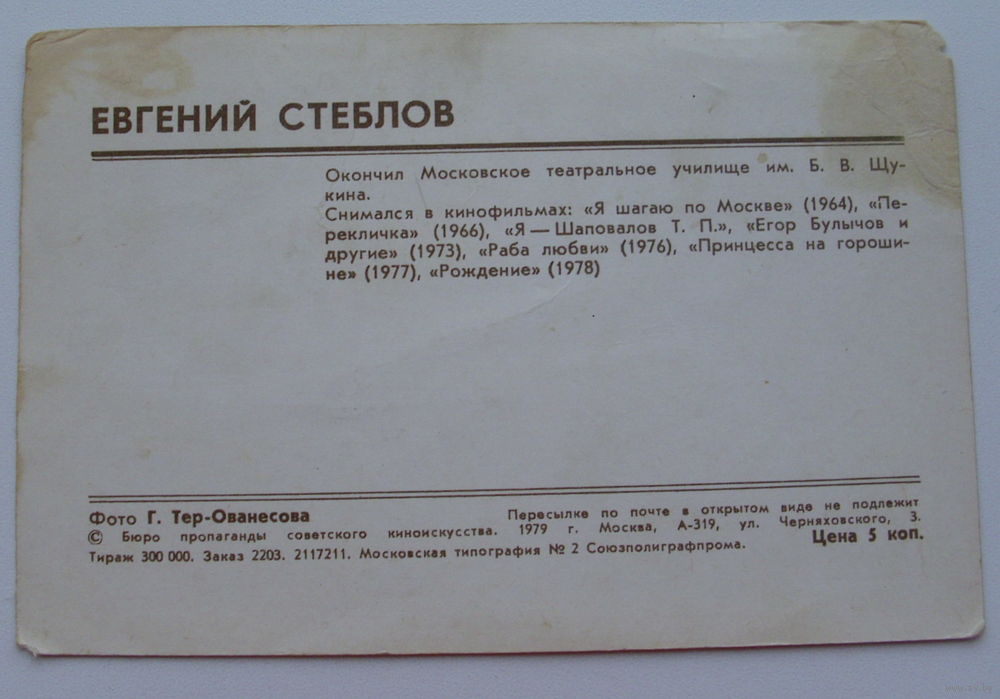 ЕВГЕНИЙ СТЕБЛОВ
Окончил Московское театральное училище им. Б. В. Щу-
кина.
Снимался в кинофильмах: «Я шагаю по Москве» (1964), «Пе-
рекличка» (1966), «Я — Шаповалов Т. П.», «Егор Булычов и
другие» (1973), «Раба любви» (1976), «Принцесса на гороши-
не» (1977), «Рождение» (1978)
Фото Г. Тер-Ованесова
Пересылке по почте в открытом виде не подлежит
© Бюро пропаганды советского киноискусства. 1979 г. Москва, А-319, ул. Черняховского, 3.
Тираж 300 000. Заказ 2203. 2117211. Московская типография № 2 Союзполиграфпрома.
Цена 5 коп.